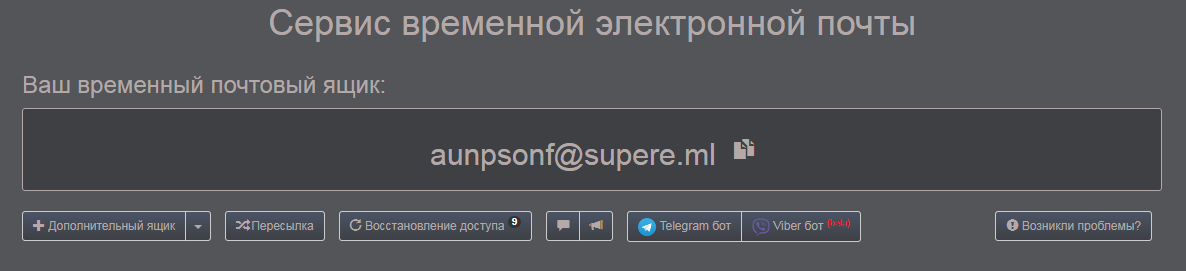 Сервис временной электронной почты
Ваш временный почтовый ящик:
aunpsonf@supere.ml
Дополнительный ящик Пересылка Восстановление доступа 9 Telegram бот Viber бот (beta) Возникли проблемы?